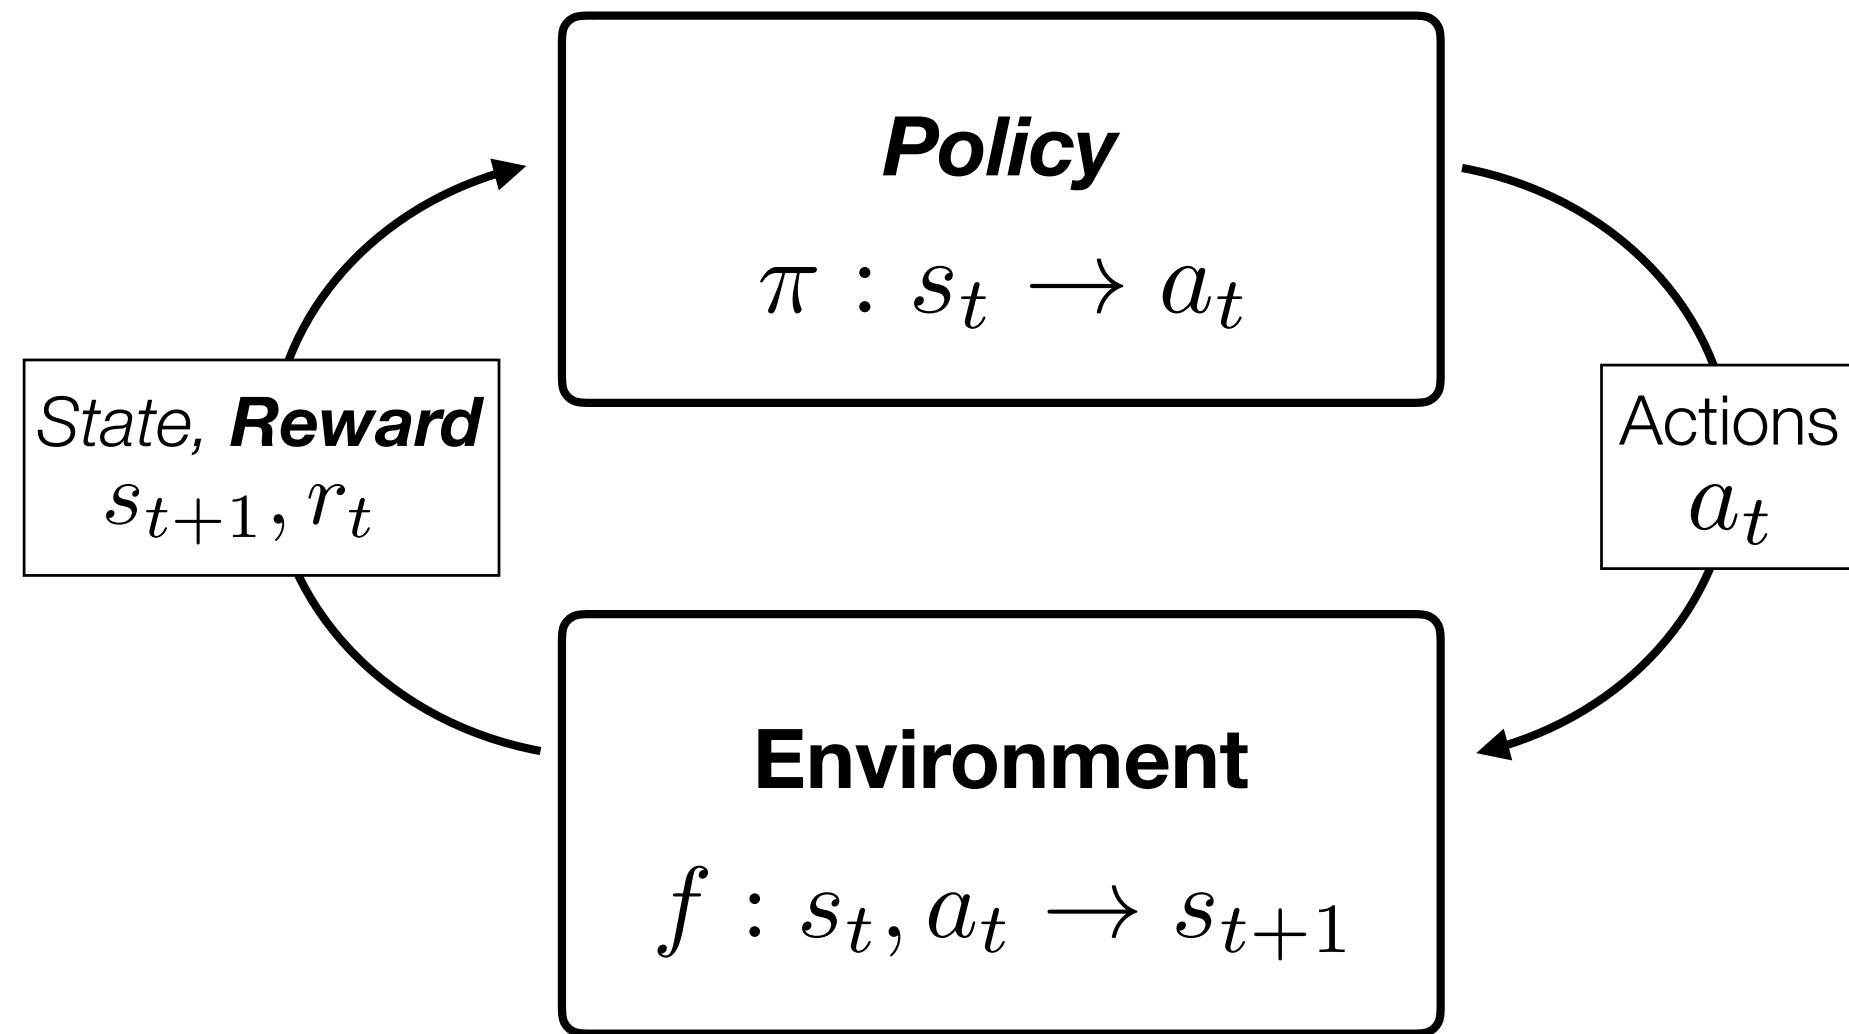 Policy
π : s_t → a_t
State, Reward
s_{t+1}, r_t
Actions
a_t
Environment
f : s_t, a_t → s_{t+1}